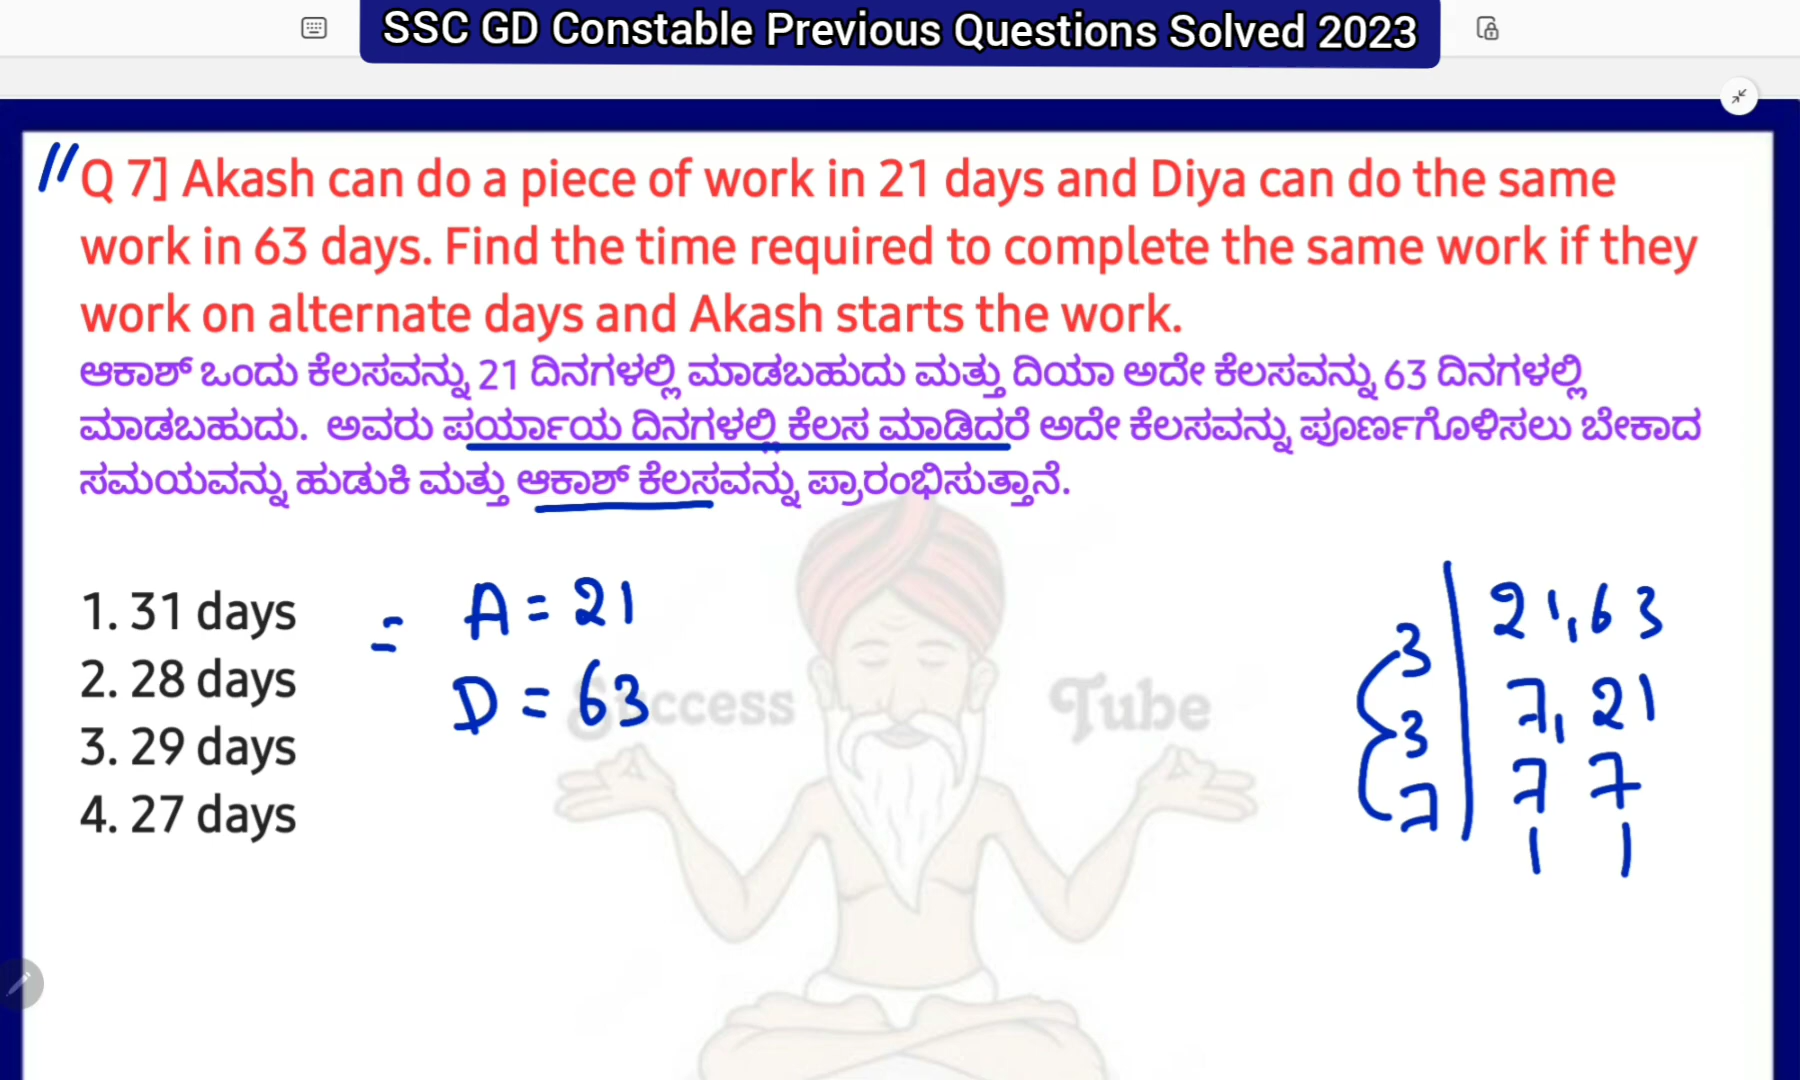 SSC GD Constable Previous Questions Solved 2023
Q 7] Akash can do a piece of work in 21 days and Diya can do the same
work in 63 days. Find the time required to complete the same work if they
work on alternate days and Akash starts the work.
ಆಕಾಶ್ ಒಂದು ಕೆಲಸವನ್ನು 21 ದಿನಗಳಲ್ಲಿ ಮಾಡಬಹುದು ಮತ್ತು ದಿಯಾ ಅದೇ ಕೆಲಸವನ್ನು 63 ದಿನಗಳಲ್ಲಿ
ಮಾಡಬಹುದು. ಅವರು ಪರ್ಯಾಯ ದಿನಗಳಲ್ಲಿ ಕೆಲಸ ಮಾಡಿದರೆ ಅದೇ ಕೆಲಸವನ್ನು ಪೂರ್ಣಗೊಳಿಸಲು ಬೇಕಾದ
ಸಮಯವನ್ನು ಹುಡುಕಿ ಮತ್ತು ಆಕಾಶ್ ಕೆಲಸವನ್ನು ಪ್ರಾರಂಭಿಸುತ್ತಾನೆ.
1. 31 days
2. 28 days
3. 29 days
4. 27 days
= A = 21
D = 63
Success Tube
21,63
3
7, 21
3
7 7
7
1 1